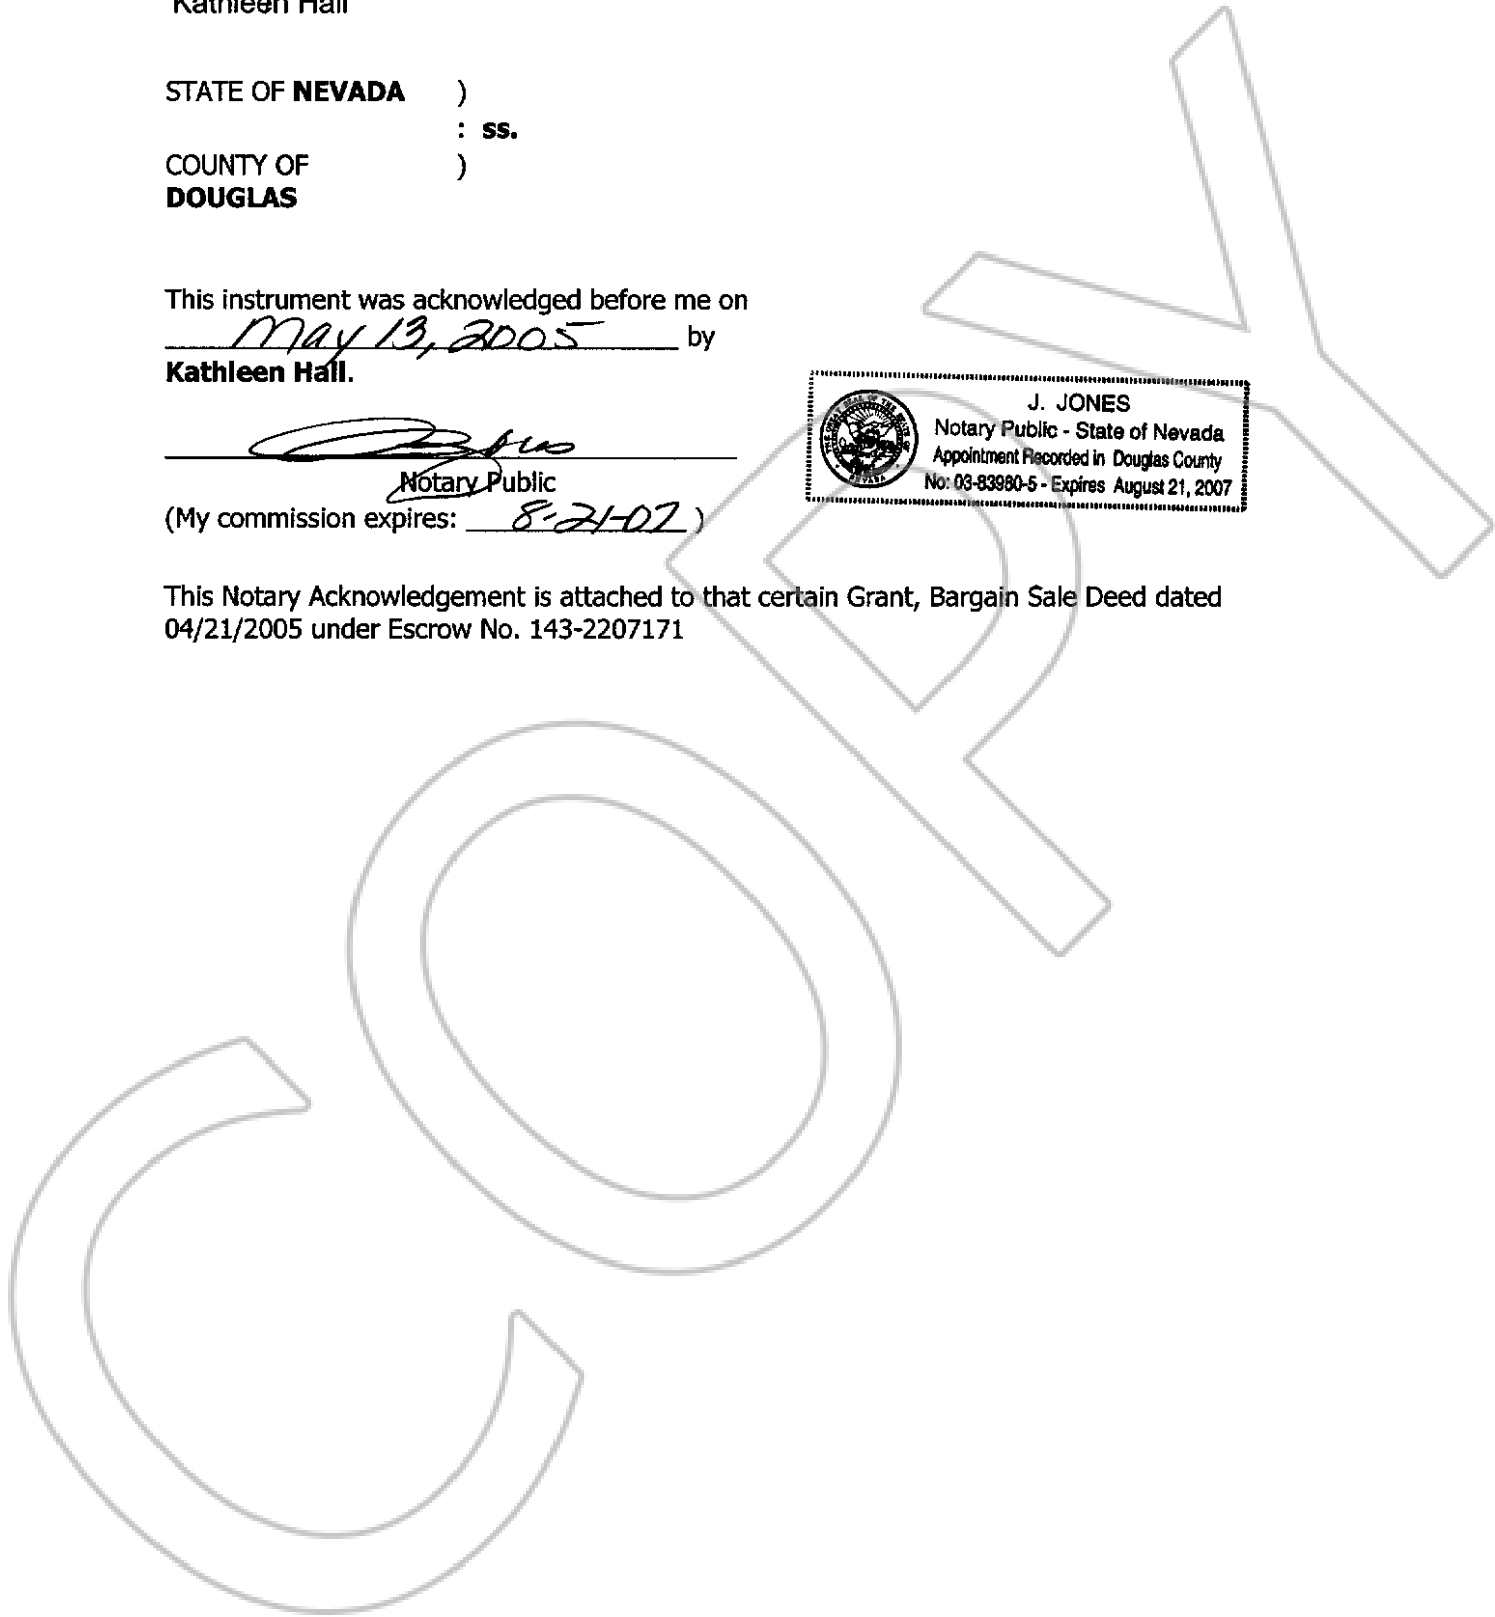 Kathleen Hall
STATE OF NEVADA )
: ss.
COUNTY OF )
DOUGLAS
This instrument was acknowledged before me on
May 13, 2005 by
Kathleen Hall.
Notary Public
(My commission expires: 8-21-07)
J. JONES
Notary Public - State of Nevada
Appointment Recorded in Douglas County
No: 03-83980-5 - Expires August 21, 2007
This Notary Acknowledgement is attached to that certain Grant, Bargain Sale Deed dated
04/21/2005 under Escrow No. 143-2207171
COPY